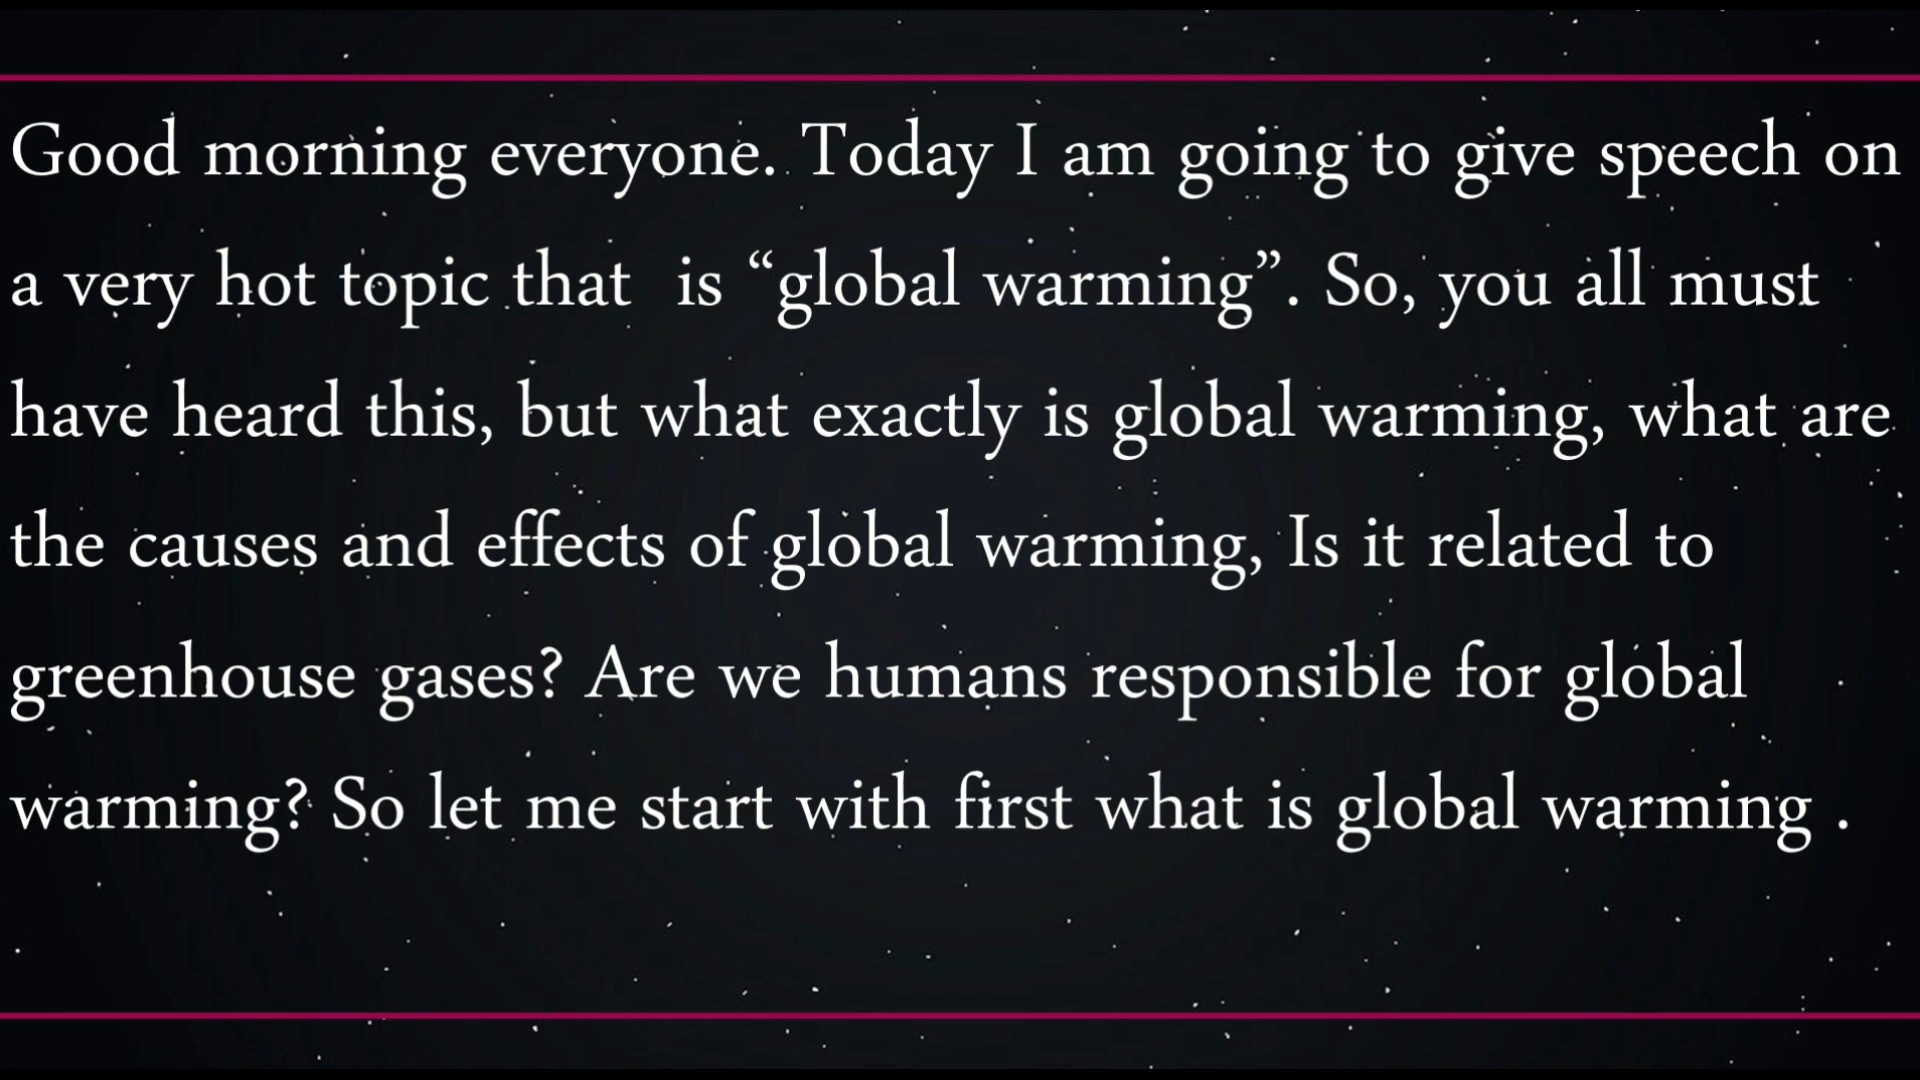 Good morning everyone. Today I am going to give speech on
a very hot topic that  is “global warming”. So, you all must
have heard this, but what exactly is global warming, what are
the causes and effects of global warming, Is it related to
greenhouse gases? Are we humans responsible for global
warming? So let me start with first what is global warming .